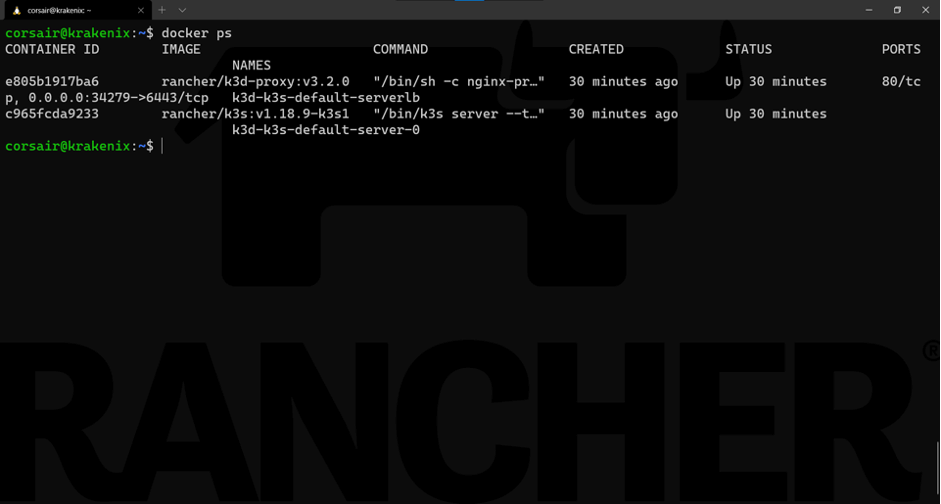 corsair@krakenix: ~
corsair@krakenix:~$ docker ps
CONTAINER ID IMAGE COMMAND CREATED STATUS PORTS
NAMES
e805b1917ba6 rancher/k3d-proxy:v3.2.0 "/bin/sh -c nginx-pr…" 30 minutes ago Up 30 minutes 80/tc
p, 0.0.0.0:34279->6443/tcp k3d-k3s-default-serverlb
c965fcda9233 rancher/k3s:v1.18.9-k3s1 "/bin/k3s server --t…" 30 minutes ago Up 30 minutes
k3d-k3s-default-server-0
corsair@krakenix:~$
RANCHER®